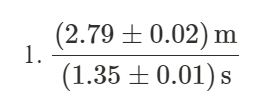 1. (2.79 ± 0.02) m
(1.35 ± 0.01) s